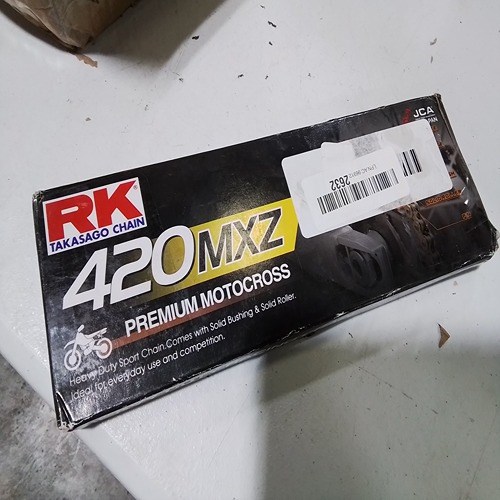 RK
TAKASAGO CHAIN
420MXZ
PREMIUM MOTOCROSS
Heavy Duty Sport Chain.Comes with Solid Bushing & Solid Roller.
Ideal for everyday use and competition.
JCA
2632